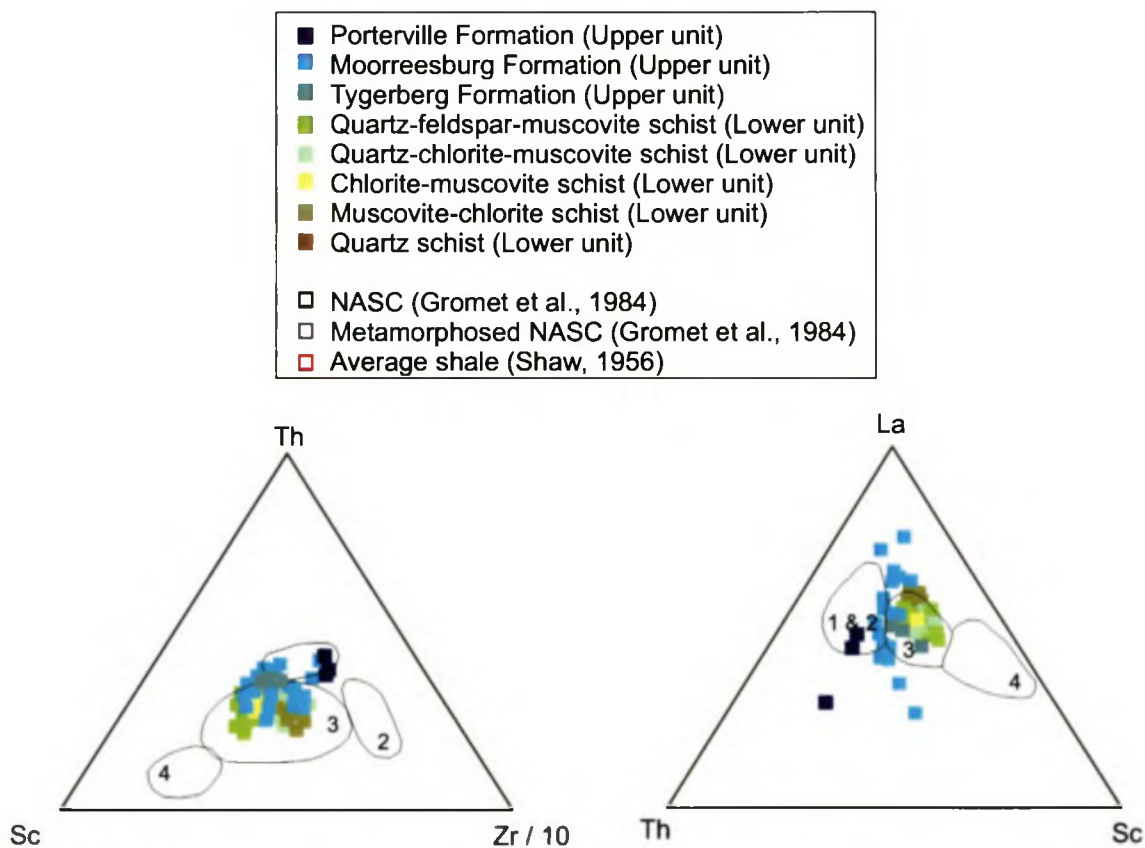 Porterville Formation (Upper unit)
Moorreesburg Formation (Upper unit)
Tygerberg Formation (Upper unit)
Quartz-feldspar-muscovite schist (Lower unit)
Quartz-chlorite-muscovite schist (Lower unit)
Chlorite-muscovite schist (Lower unit)
Muscovite-chlorite schist (Lower unit)
Quartz schist (Lower unit)
NASC (Gromet et al., 1984)
Metamorphosed NASC (Gromet et al., 1984)
Average shale (Shaw, 1956)
Th
3
2
4
Sc
Zr / 10
La
1 & 2
3
4
Th
Sc